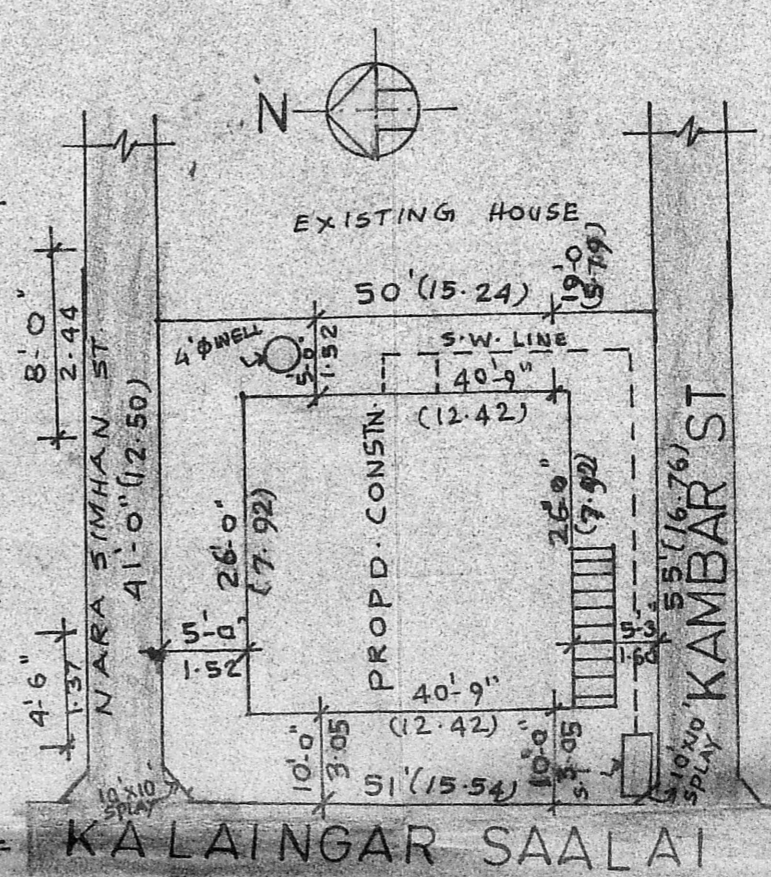 N
EXISTING HOUSE
50'(15.24)
19'-0
(5.79)
4'ϕ WELL
5'-0"
1.52
S.W. LINE
40'-9"
(12.42)
8'-0"
2.44
NARASIMHAN ST.
41'-0"(12.50)
26'-0"
(7.92)
PROPD. CONSTN.
26'-0"
(7.92)
55'(16.76)
KAMBAR ST
4'-6"
1.37
5'-0"
1.52
5'-3"
1.60
40'-9"
(12.42)
10'-0"
3.05
10'-0"
3.05
51'(15.54)
10'X10'
SPLAY
10'X10'
SPLAY
KALAINGAR SAALAI